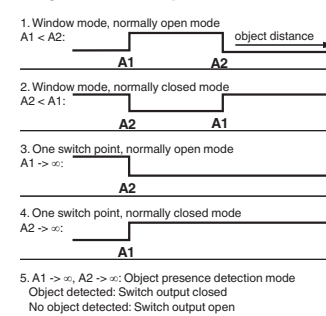 1. Window mode, normally open mode
A1 < A2:
object distance
A1 A2
2. Window mode, normally closed mode
A2 < A1:
A2 A1
3. One switch point, normally open mode
A1 -> ∞:
A2
4. One switch point, normally closed mode
A2 -> ∞:
A1
5. A1 -> ∞, A2 -> ∞: Object presence detection mode
Object detected: Switch output closed
No object detected: Switch output open